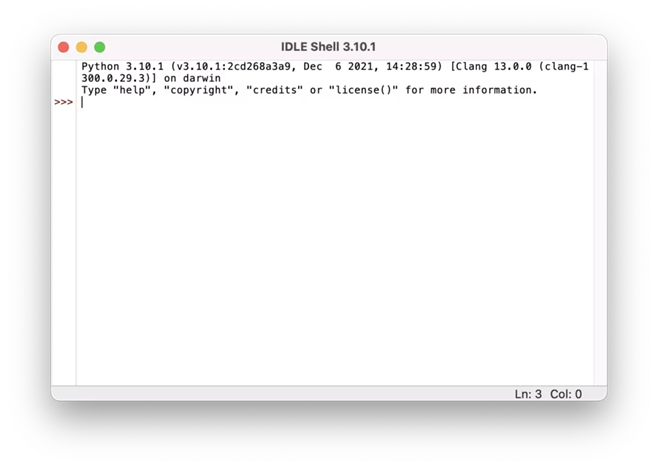 IDLE Shell 3.10.1
Python 3.10.1 (v3.10.1:2cd268a3a9, Dec  6 2021, 14:28:59) [Clang 13.0.0 (clang-1
300.0.29.3)] on darwin
Type "help", "copyright", "credits" or "license()" for more information.
>>>
Ln: 3  Col: 0